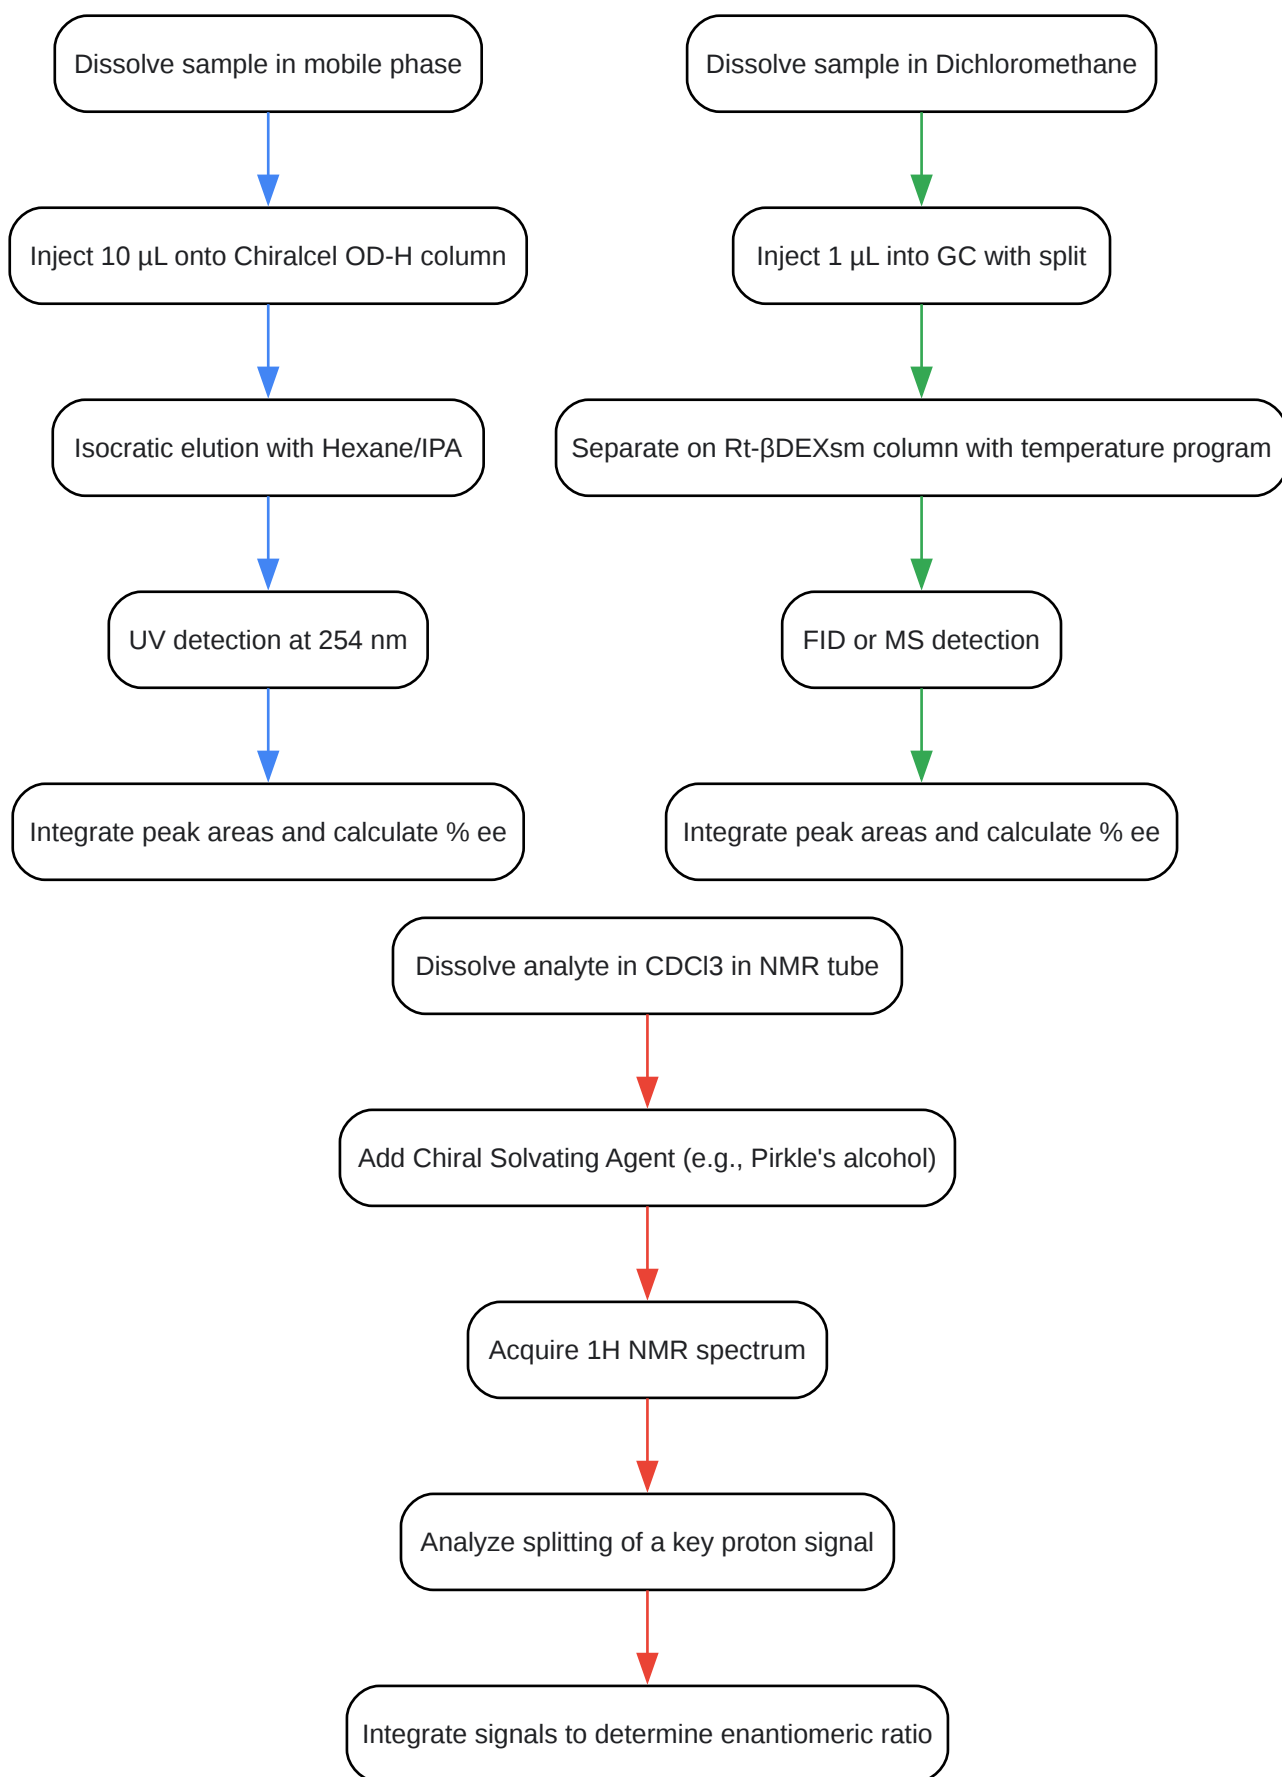 Dissolve sample in mobile phase
Inject 10 µL onto Chiralcel OD-H column
Isocratic elution with Hexane/IPA
UV detection at 254 nm
Integrate peak areas and calculate % ee
Dissolve sample in Dichloromethane
Inject 1 µL into GC with split
Separate on Rt-βDEXsm column with temperature program
FID or MS detection
Integrate peak areas and calculate % ee
Dissolve analyte in CDCl3 in NMR tube
Add Chiral Solvating Agent (e.g., Pirkle's alcohol)
Acquire 1H NMR spectrum
Analyze splitting of a key proton signal
Integrate signals to determine enantiomeric ratio